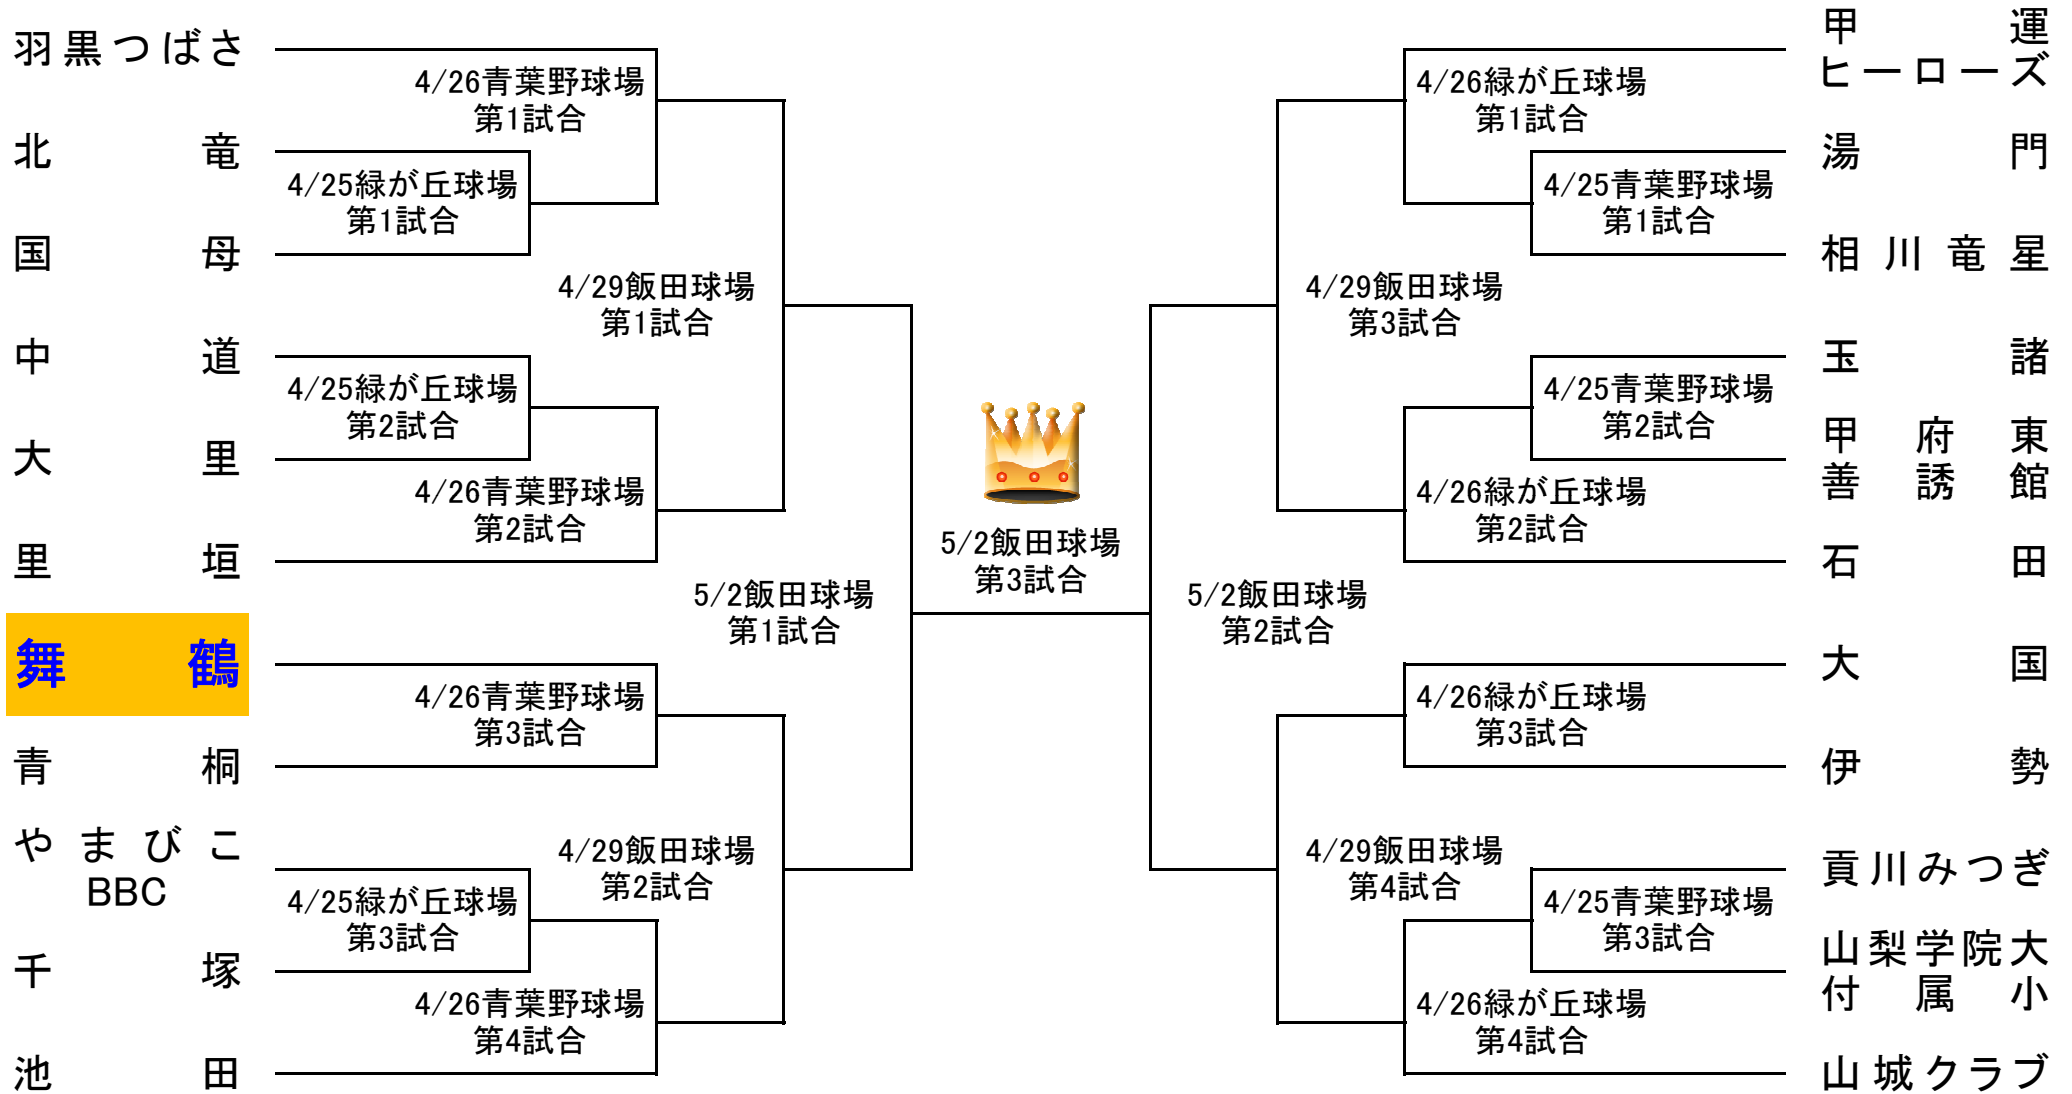 羽黒つばさ
4/26青葉野球場
第1試合
北竜
4/25緑が丘球場
第1試合
国母
4/29飯田球場
第1試合
中道
4/25緑が丘球場
第2試合
大里
4/26青葉野球場
第2試合
里垣
5/2飯田球場
第1試合
舞鶴
4/26青葉野球場
第3試合
青桐
やまびこ
BBC
4/29飯田球場
第2試合
4/25緑が丘球場
第3試合
千塚
4/26青葉野球場
第4試合
池田
5/2飯田球場
第3試合
甲運
ヒーローズ
4/26緑が丘球場
第1試合
湯門
4/25青葉野球場
第1試合
相川竜星
4/29飯田球場
第3試合
玉諸
4/25青葉野球場
第2試合
甲府東
善誘館
4/26緑が丘球場
第2試合
石田
5/2飯田球場
第2試合
大国
4/26緑が丘球場
第3試合
伊勢
4/29飯田球場
第4試合
貢川みつぎ
4/25青葉野球場
第3試合
山梨学院大
付属小
4/26緑が丘球場
第4試合
山城クラブ